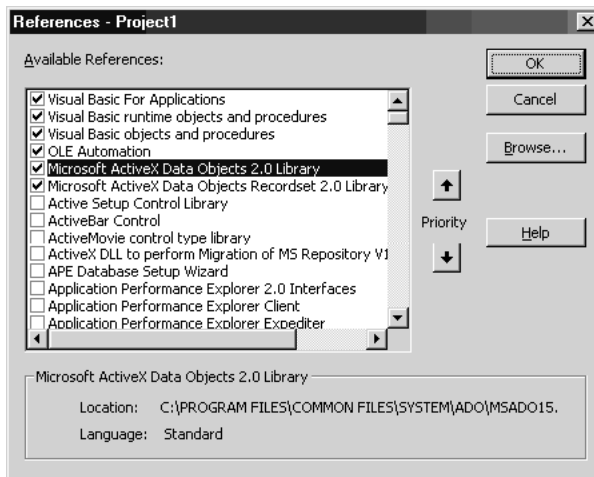 References - Project1
Available References:
OK
Cancel
Browse...
Help
Visual Basic For Applications
Visual Basic runtime objects and procedures
Visual Basic objects and procedures
OLE Automation
Microsoft ActiveX Data Objects 2.0 Library
Microsoft ActiveX Data Objects Recordset 2.0 Library
Active Setup Control Library
ActiveBar Control
ActiveMovie control type library
ActiveX DLL to perform Migration of MS Repository V1
APE Database Setup Wizard
Application Performance Explorer 2.0 Interfaces
Application Performance Explorer Client
Application Performance Explorer Expediter
Priority
Microsoft ActiveX Data Objects 2.0 Library
Location: C:\PROGRAM FILES\COMMON FILES\SYSTEM\ADO\MSADO15.
Language: Standard